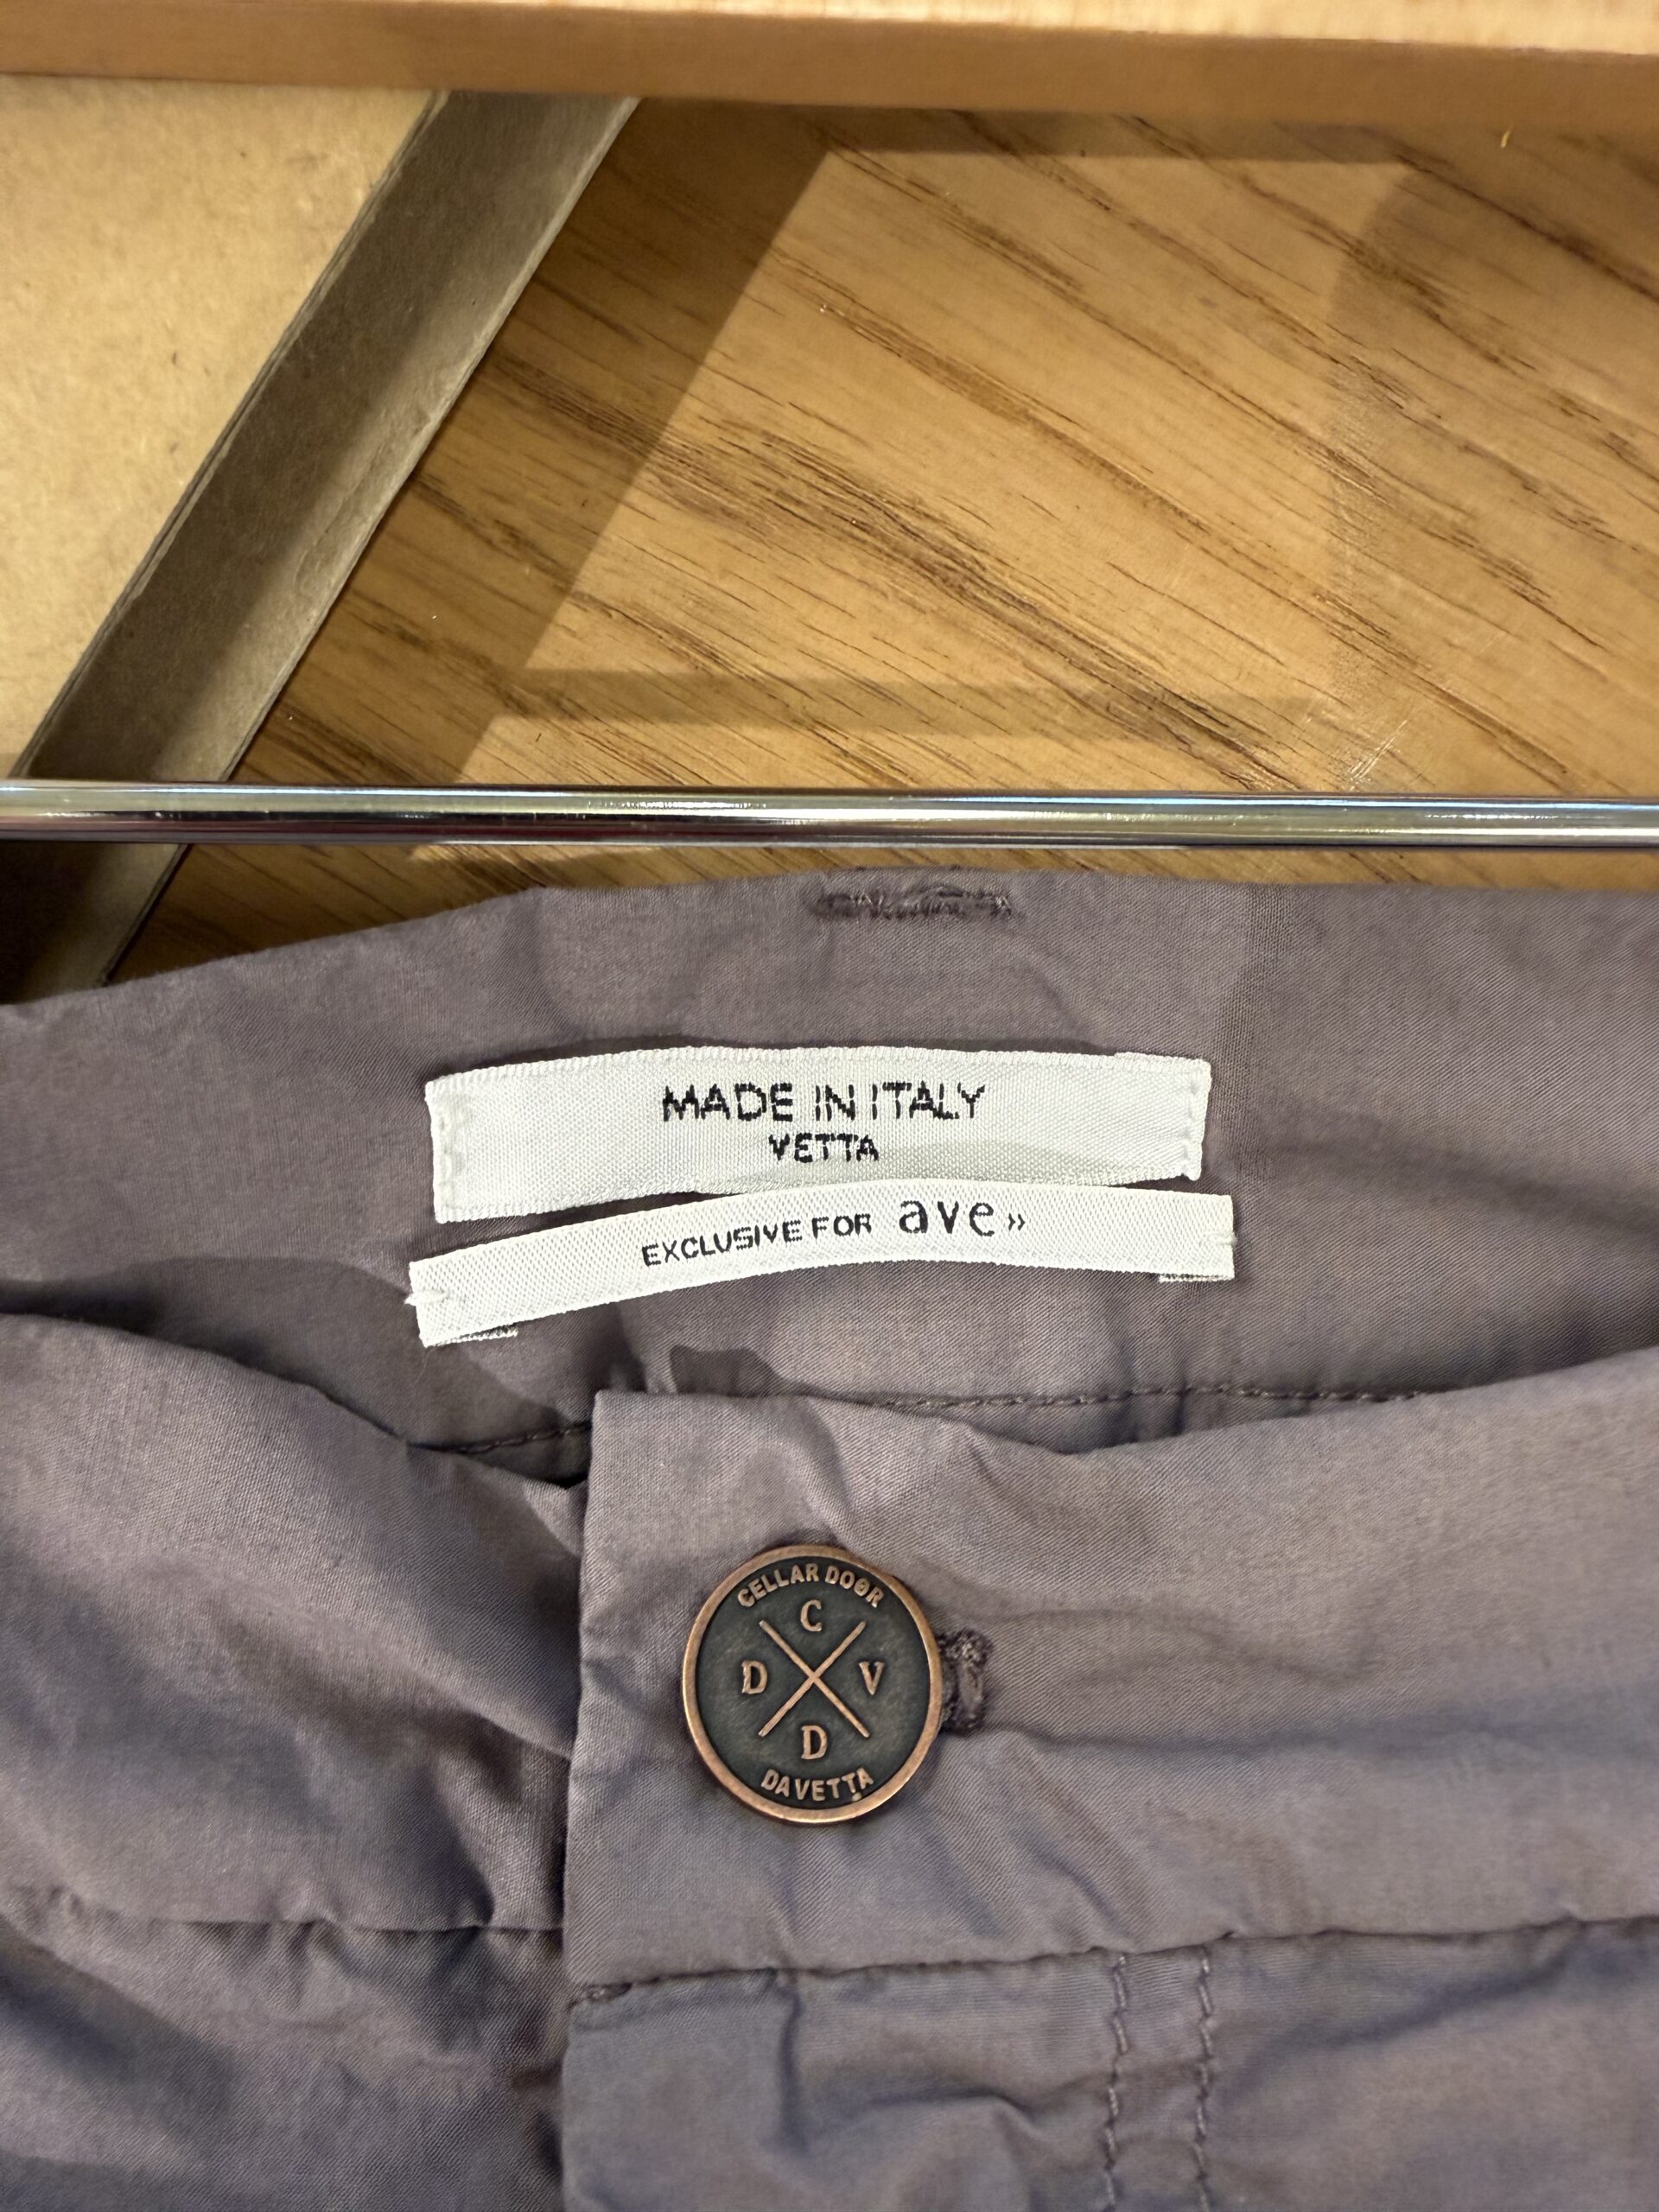 MADE IN ITALY
VETTA
EXCLUSIVE FOR ave»
CELLAR DOOR
C
D V
D
DA VETTA